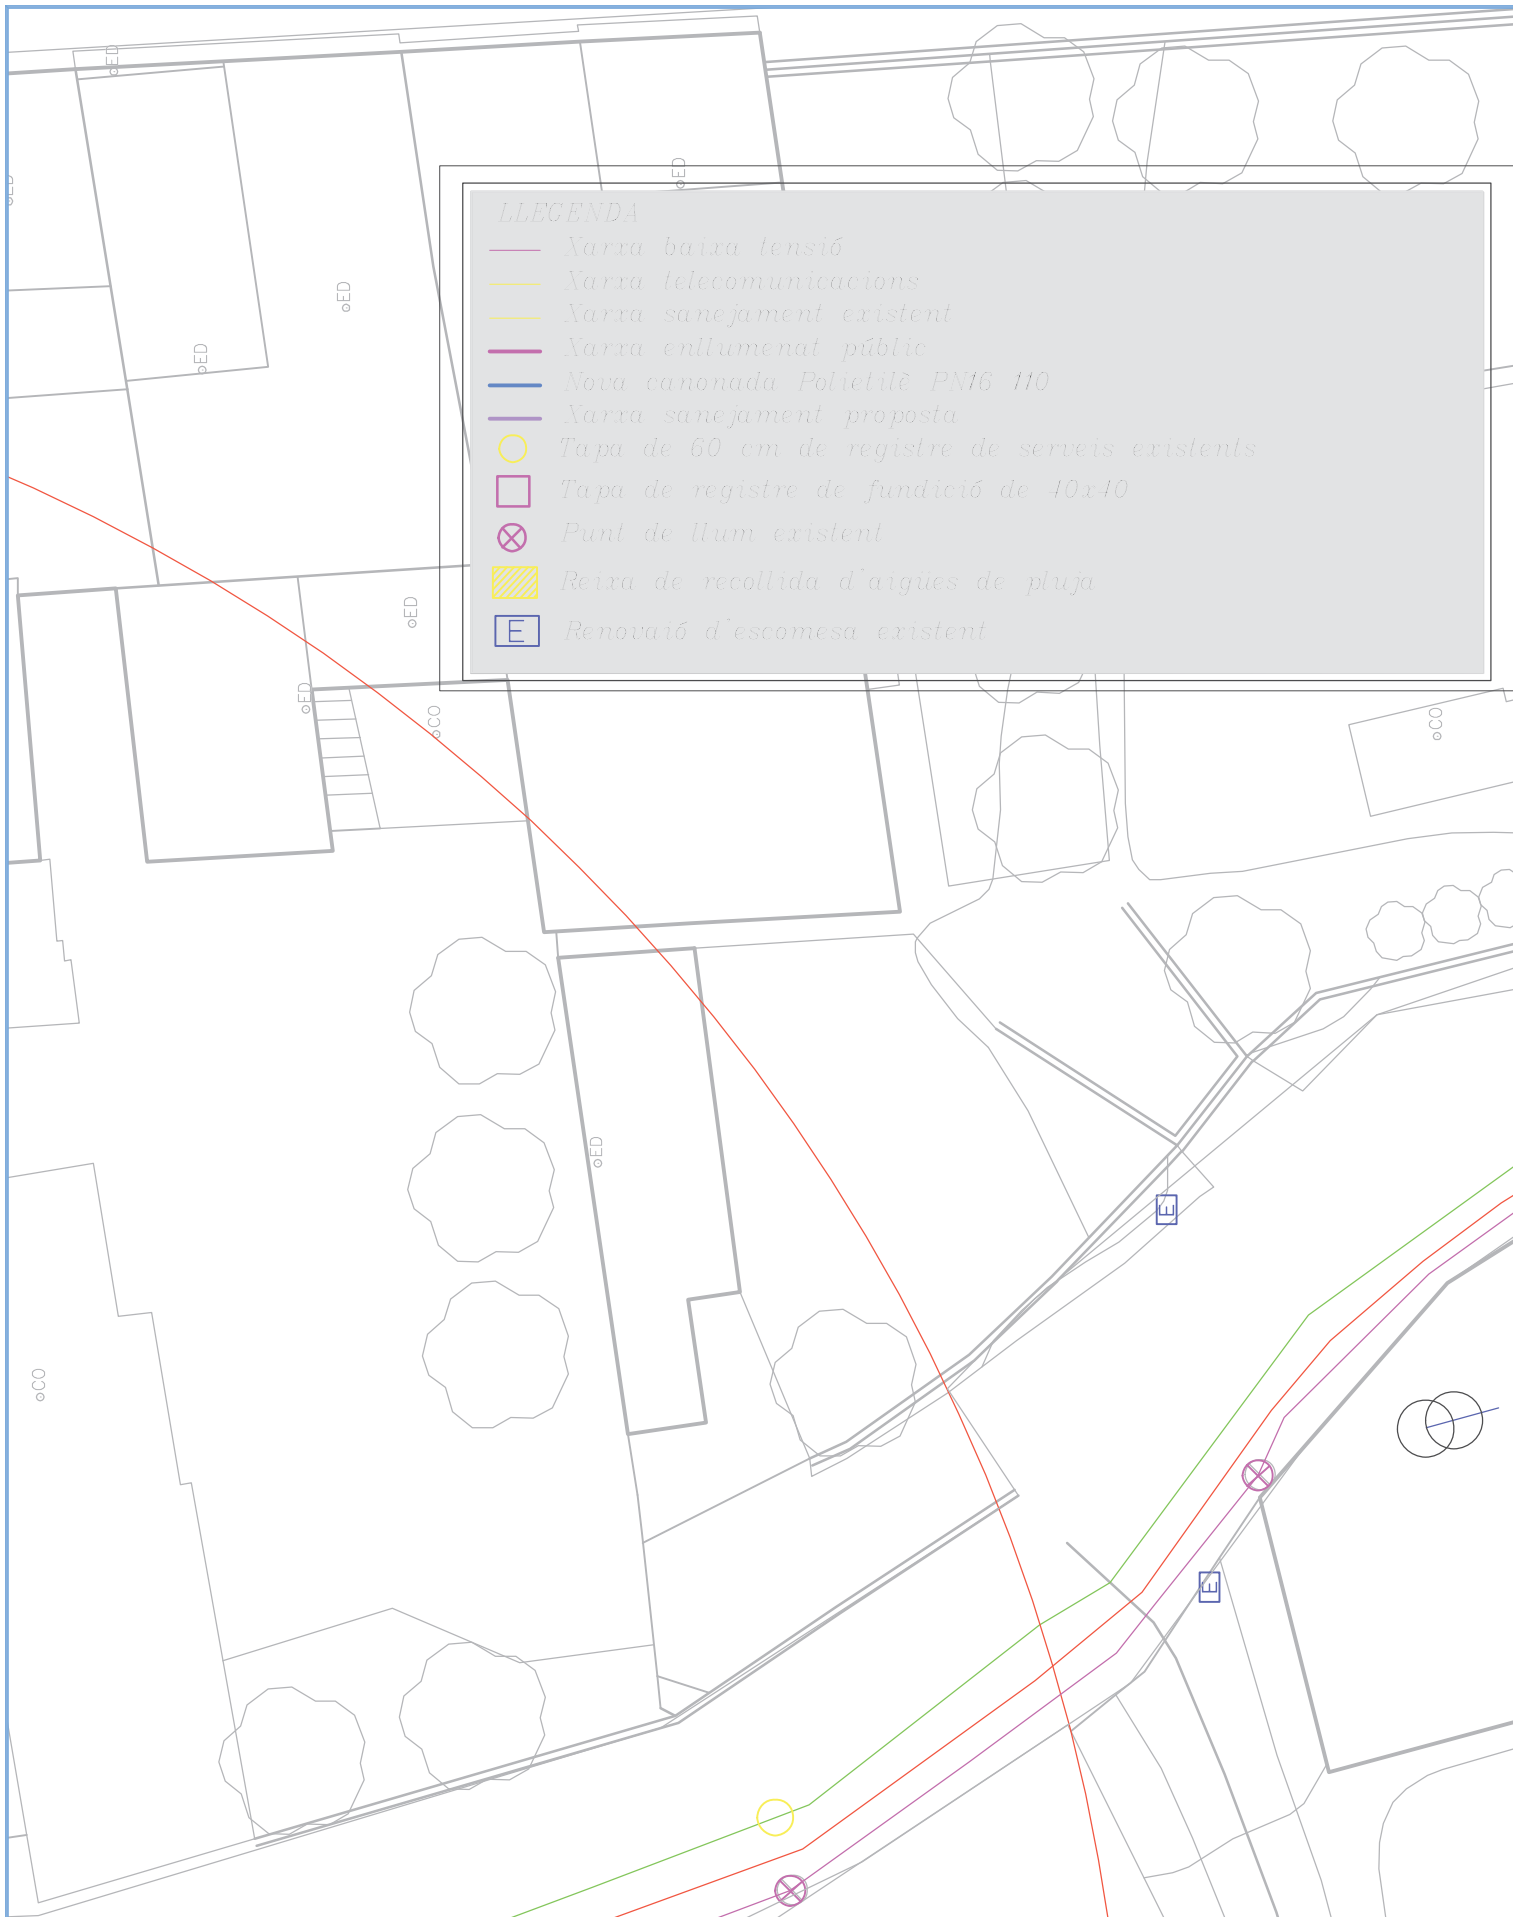 ED
ED
ED
LLEGENDA
Xarxa baixa tensió
Xarxa telecomunicacions
Xarxa sanejament existent
Xarxa enllumenat públic
Nova canonada Polietilè PN16 110
Xarxa sanejament proposta
Tapa de 60 cm de registre de serveis existents
Tapa de registre de fundició de 40x40
Punt de llum existent
Reixa de recollida d'aigües de pluja
E Renovaió d'escomesa existent
ED
ED
ED
ED
CO
CO
ED
E
CO
E